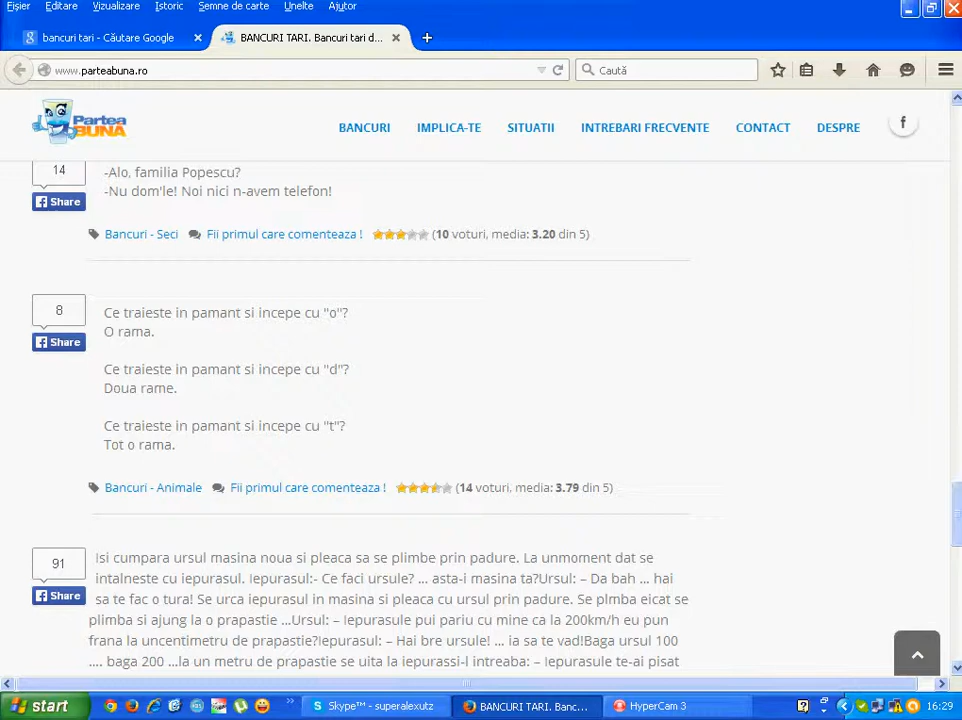 Fișier Editare Vizualizare Istoric Semne de carte Unelte Ajutor
bancuri tari - Căutare Google BANCURI TARI. Bancuri tari d...
www.parteabuna.ro Caută
Partea BUNA
BANCURI IMPLICA-TE SITUATII INTREBARI FRECVENTE CONTACT DESPRE
14
-Alo, familia Popescu?
-Nu dom'le! Noi nici n-avem telefon!
Share
Bancuri - Seci Fii primul care comenteaza ! (10 voturi, media: 3.20 din 5)
8
Share
Ce traieste in pamant si incepe cu "o"?
O rama.
Ce traieste in pamant si incepe cu "d"?
Doua rame.
Ce traieste in pamant si incepe cu "t"?
Tot o rama.
Bancuri - Animale Fii primul care comenteaza ! (14 voturi, media: 3.79 din 5)
91
Share
Isi cumpara ursul masina noua si pleaca sa se plimbe prin padure. La unmoment dat se
intalneste cu iepurasul. Iepurasul:- Ce faci ursule? ... asta-i masina ta?Ursul: – Da bah ... hai
sa te fac o tura! Se urca iepurasul in masina si pleaca cu ursul prin padure. Se plmba eicat se
plimba si ajung la o prapastie ...Ursul: – Iepurasule pui pariu cu mine ca la 200km/h eu pun
frana la uncentimetru de prapastie?Iepurasul: – Hai bre ursule! ... ia sa te vad!Baga ursul 100
.... baga 200 ...la un metru de prapastie se uita la iepurassi-l intreaba: – Iepurasule te-ai pisat
start Skype™ - superalexutz BANCURI TARI. Banc... HyperCam 3 16:29